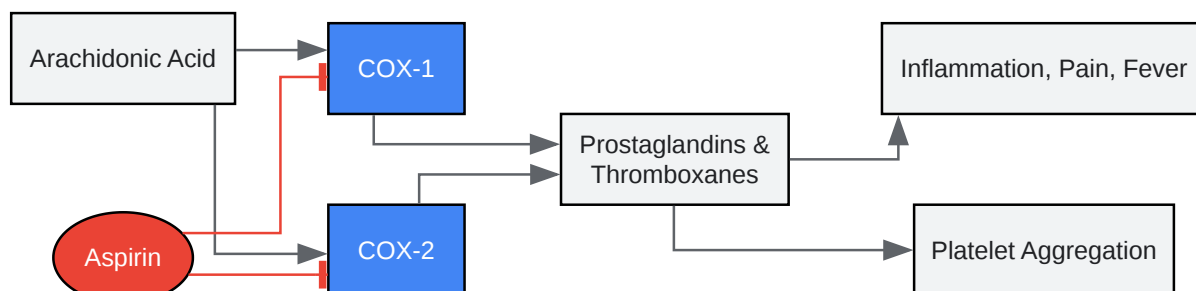 Arachidonic Acid
COX-1
Inflammation, Pain, Fever
Prostaglandins &
Thromboxanes
Aspirin
COX-2
Platelet Aggregation